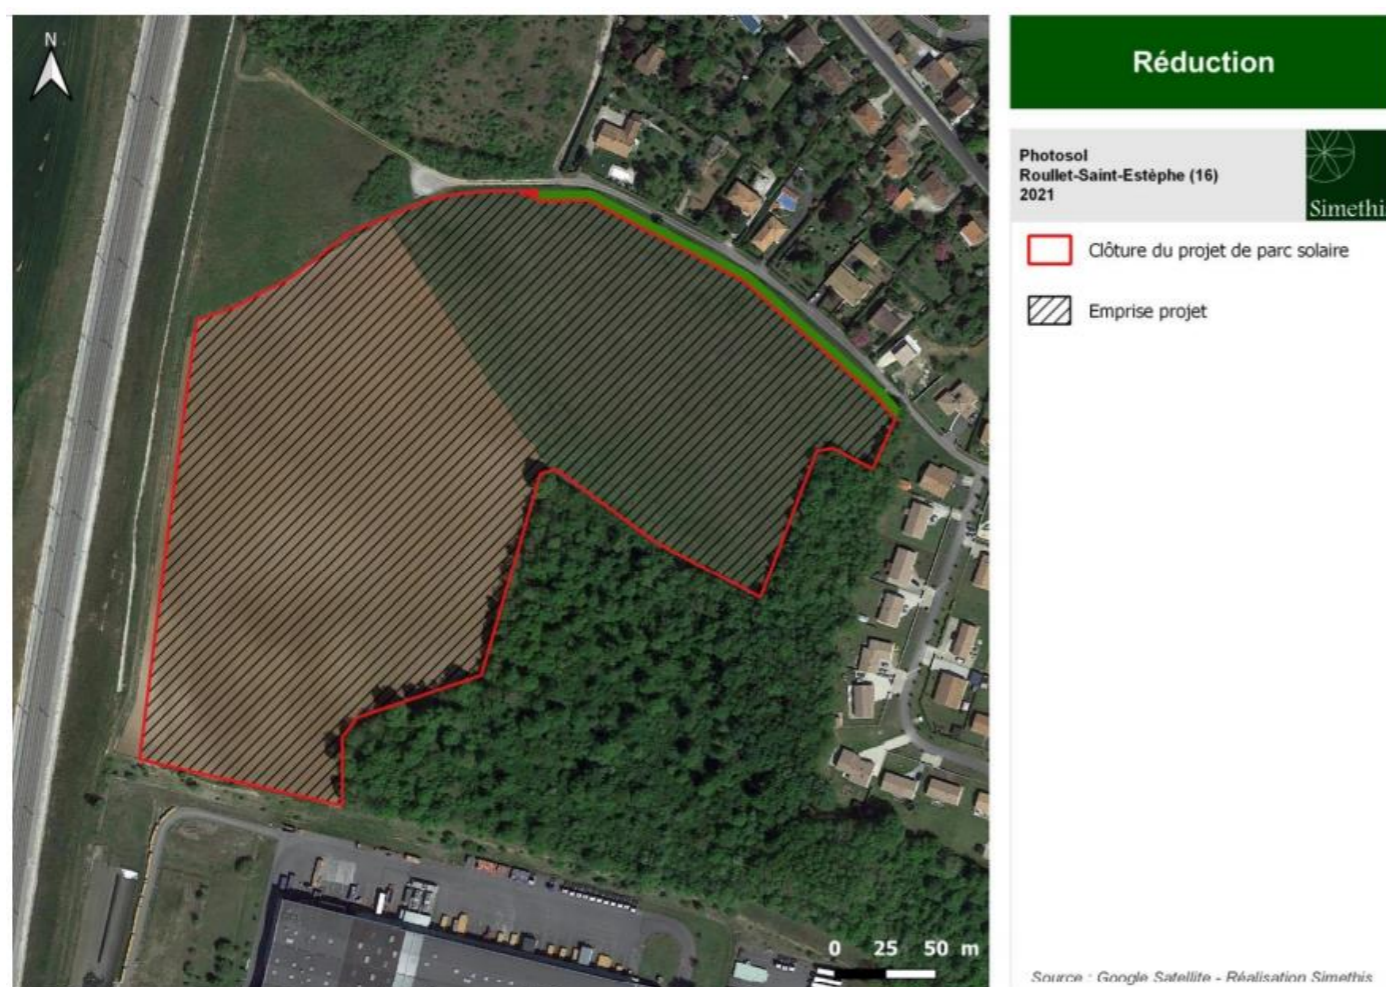 N
Réduction
Photosol
Roullet-Saint-Estèphe (16)
2021
Simethis
Clôture du projet de parc solaire
Emprise projet
0 25 50 m
Source : Google Satellite - Réalisation Simethis